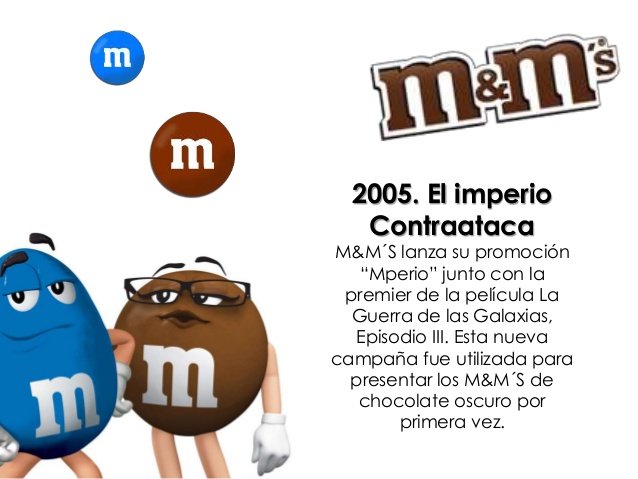 m
m&m's
m
2005. El imperio
Contraataca
M&M´S lanza su promoción
“Mperio” junto con la
premier de la película La
Guerra de las Galaxias,
Episodio III. Esta nueva
campaña fue utilizada para
presentar los M&M´S de
chocolate oscuro por
primera vez.
m
m